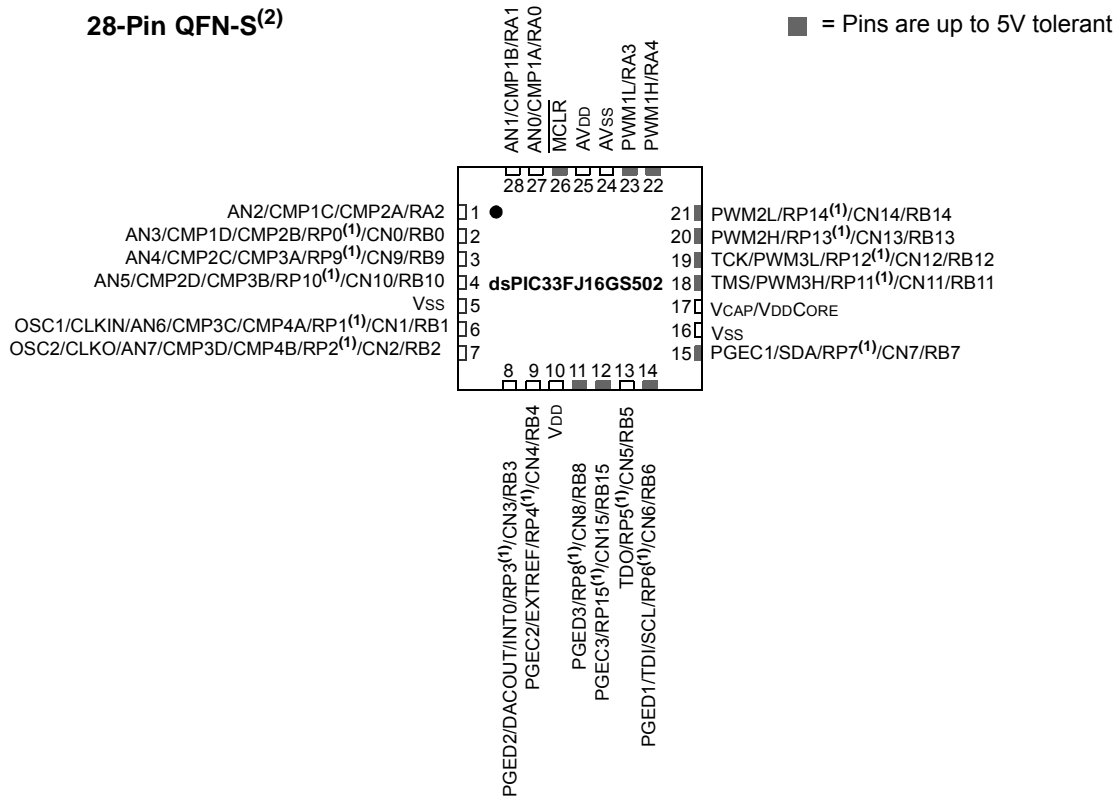 28-Pin QFN-S(2)
= Pins are up to 5V tolerant
AN1/CMP1B/RA1
AN0/CMP1A/RA0
MCLR
AVDD
AVSS
PWM1L/RA3
PWM1H/RA4
28 27 26 25 24 23 22
AN2/CMP1C/CMP2A/RA2 1
AN3/CMP1D/CMP2B/RP0(1)/CN0/RB0 2
AN4/CMP2C/CMP3A/RP9(1)/CN9/RB9 3
AN5/CMP2D/CMP3B/RP10(1)/CN10/RB10 4
VSS 5
OSC1/CLKIN/AN6/CMP3C/CMP4A/RP1(1)/CN1/RB1 6
OSC2/CLKO/AN7/CMP3D/CMP4B/RP2(1)/CN2/RB2 7
dsPIC33FJ16GS502
21 PWM2L/RP14(1)/CN14/RB14
20 PWM2H/RP13(1)/CN13/RB13
19 TCK/PWM3L/RP12(1)/CN12/RB12
18 TMS/PWM3H/RP11(1)/CN11/RB11
17 VCAP/VDDCORE
16 VSS
15 PGEC1/SDA/RP7(1)/CN7/RB7
8 9 10 11 12 13 14
PGED2/DACOUT/INT0/RP3(1)/CN3/RB3
PGEC2/EXTREF/RP4(1)/CN4/RB4
VDD
PGED3/RP8(1)/CN8/RB8
PGEC3/RP15(1)/CN15/RB15
TDO/RP5(1)/CN5/RB5
PGED1/TDI/SCL/RP6(1)/CN6/RB6